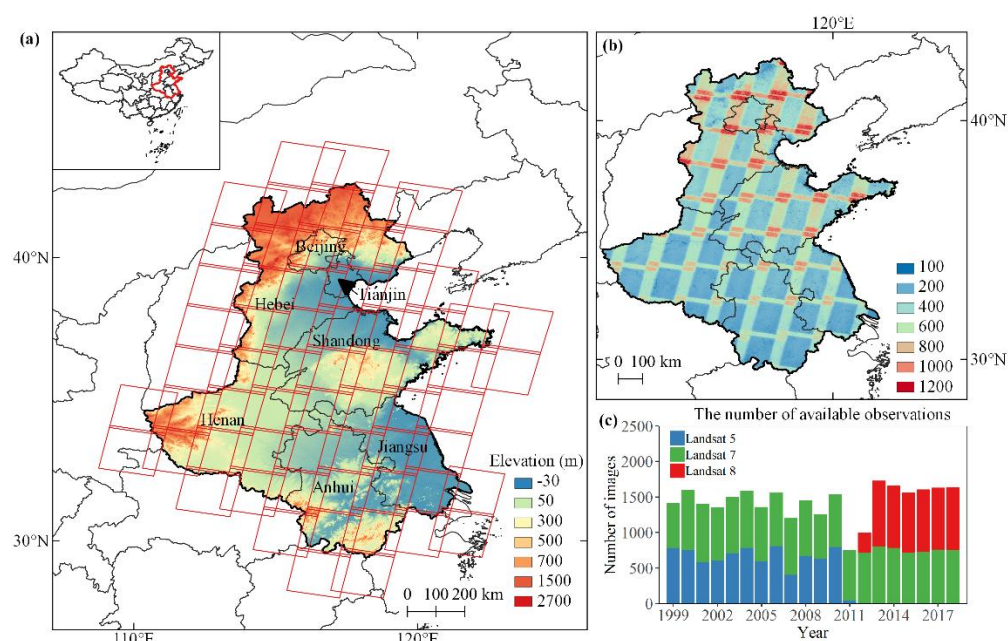 (a)
Beijing
Tianjin
Hebei
Shandong
Henan
Jiangsu
Anhui
Elevation (m)
-30
50
300
500
700
1500
2700
0 100 200 km
40°N
30°N
110°E
120°E
120°E
(b)
40°N
30°N
100
200
400
600
800
1000
1200
0 100 km
The number of available observations
(c)
Landsat 5
Landsat 7
Landsat 8
Number of images
2500
2000
1500
1000
500
0
1999 2002 2005 2008 2011 2014 2017
Year